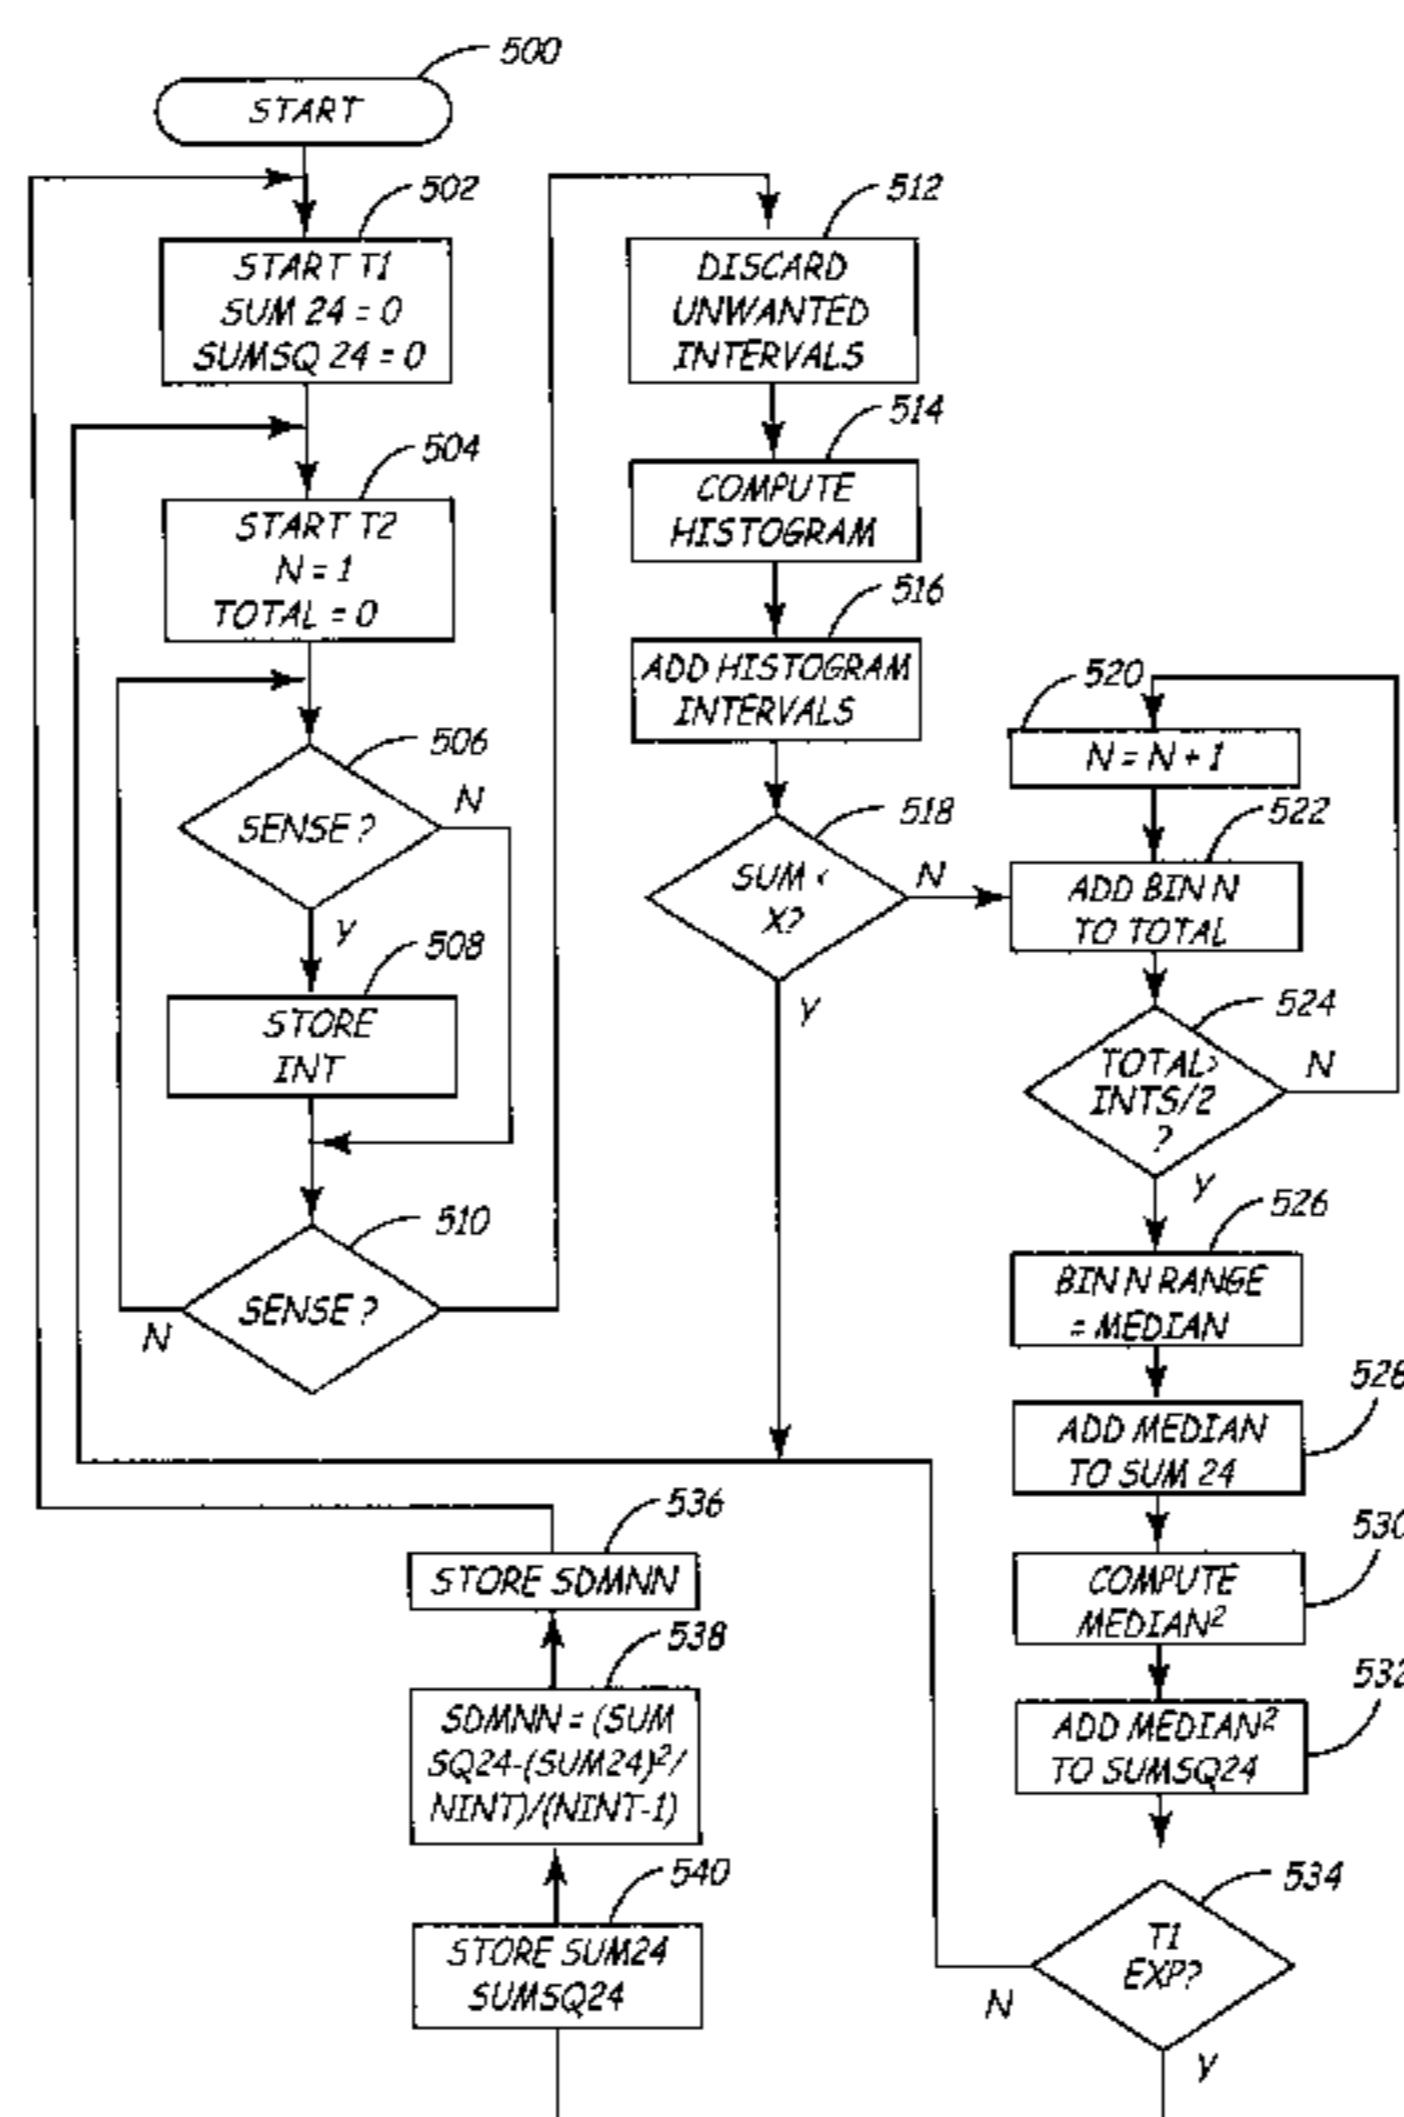 500
START
502
START T1
SUM 24 = 0
SUMSQ 24 = 0
504
START T2
N = 1
TOTAL = 0
506
SENSE?
N
Y
508
STORE
INT
510
SENSE?
N
512
DISCARD
UNWANTED
INTERVALS
514
COMPUTE
HISTOGRAM
516
ADD HISTOGRAM
INTERVALS
518
SUM <
X?
N
Y
520
N = N + 1
522
ADD BIN N
TO TOTAL
524
TOTAL>
INTS/2
?
N
Y
526
BIN N RANGE
= MEDIAN
528
ADD MEDIAN
TO SUM 24
530
COMPUTE
MEDIAN²
532
ADD MEDIAN²
TO SUMSQ24
534
T1
EXP?
N
Y
536
STORE SDMNN
538
SDMNN = (SUM
SQ24-(SUM24)²/
NINT)/(NINT-1)
540
STORE SUM24
SUMSQ24